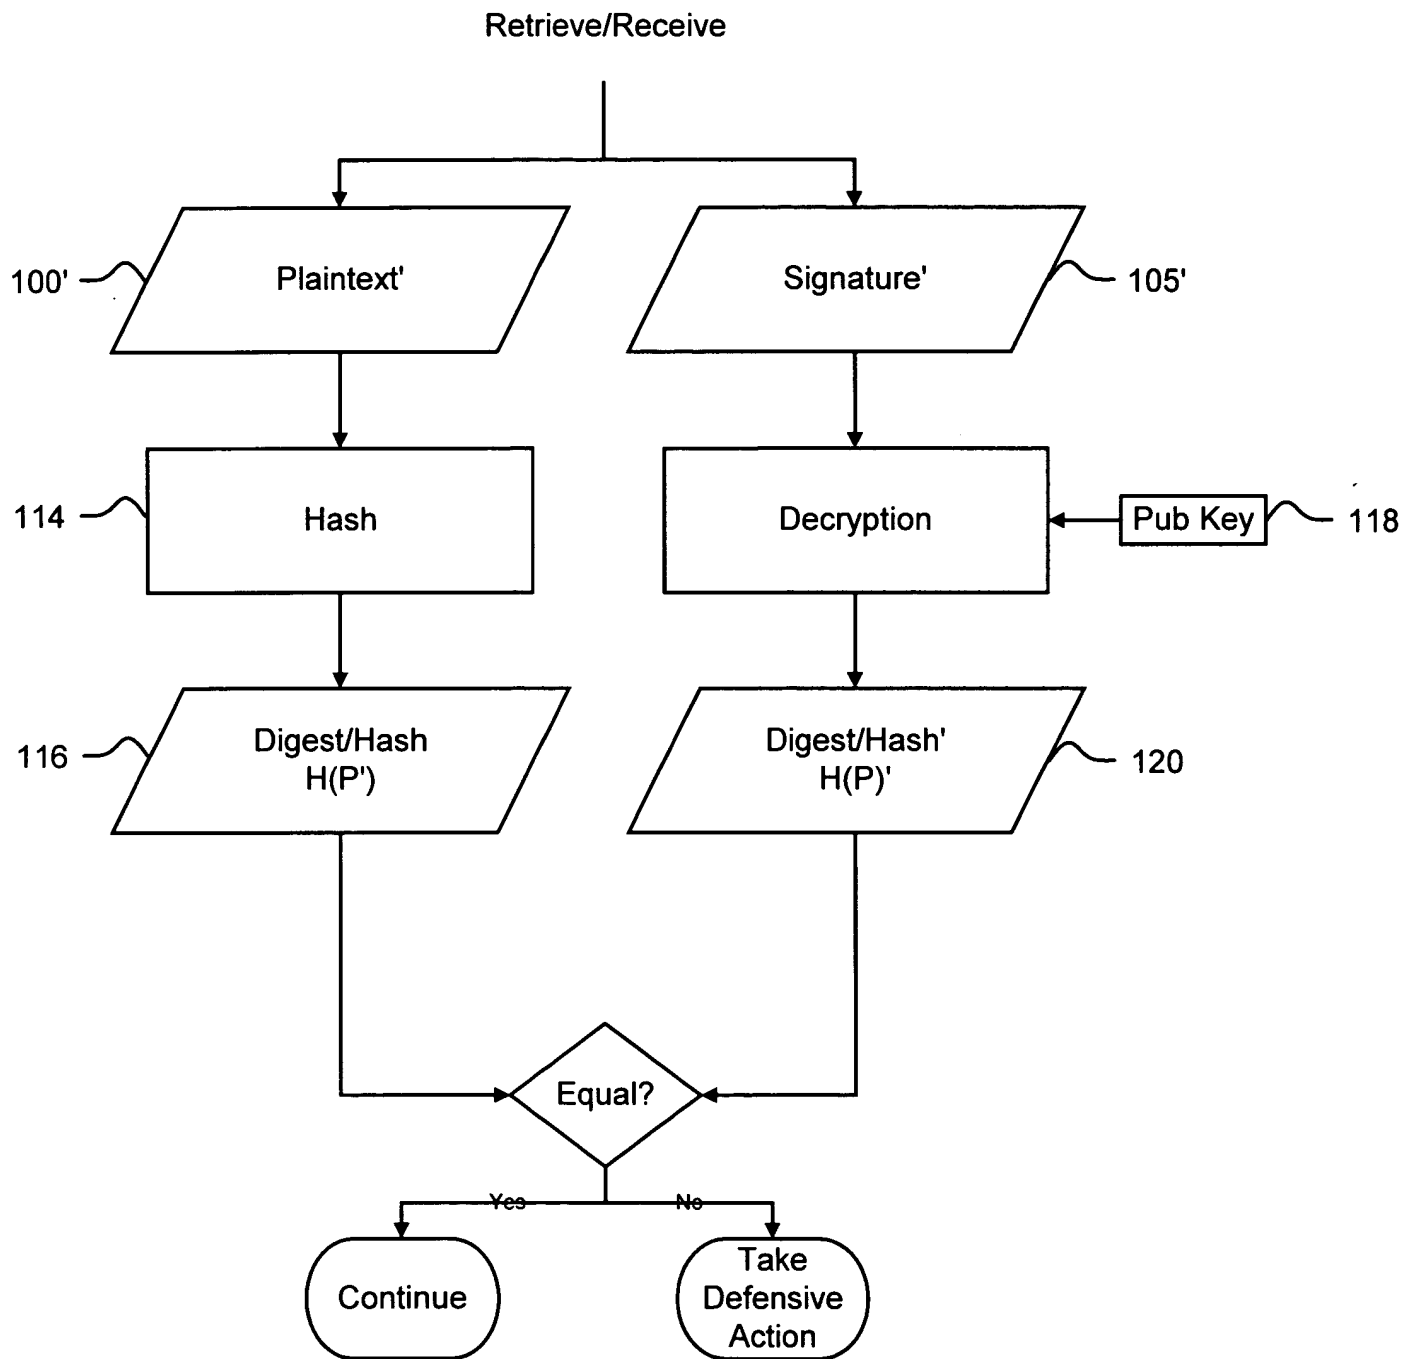 Retrieve/Receive
100'
Plaintext'
Signature'
105'
114
Hash
Decryption
Pub Key
118
116
Digest/Hash
H(P')
Digest/Hash'
H(P)'
120
Equal?
Yes
No
Continue
Take
Defensive
Action